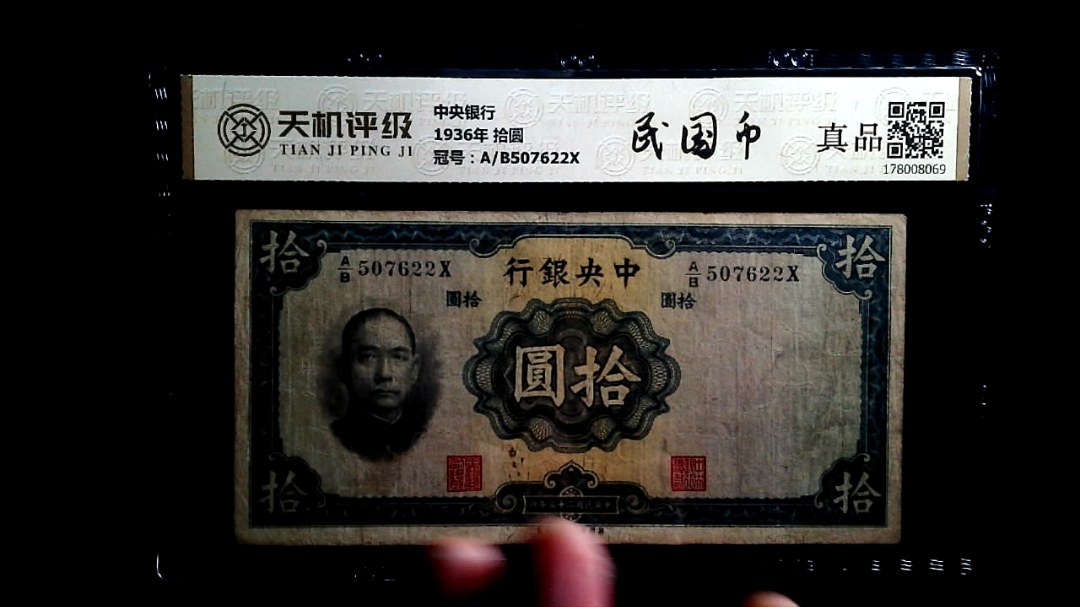 天机评级
TIAN JI PING JI
中央银行
1936年 拾圆
冠号：A/B507622X
民国币
真品
178008069
拾
拾
A/B 507622X
行銀央中
A/B 507622X
圓拾
圓拾
圓拾
拾
拾